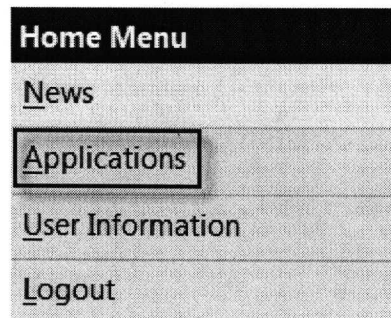 Home Menu
News
Applications
User Information
Logout